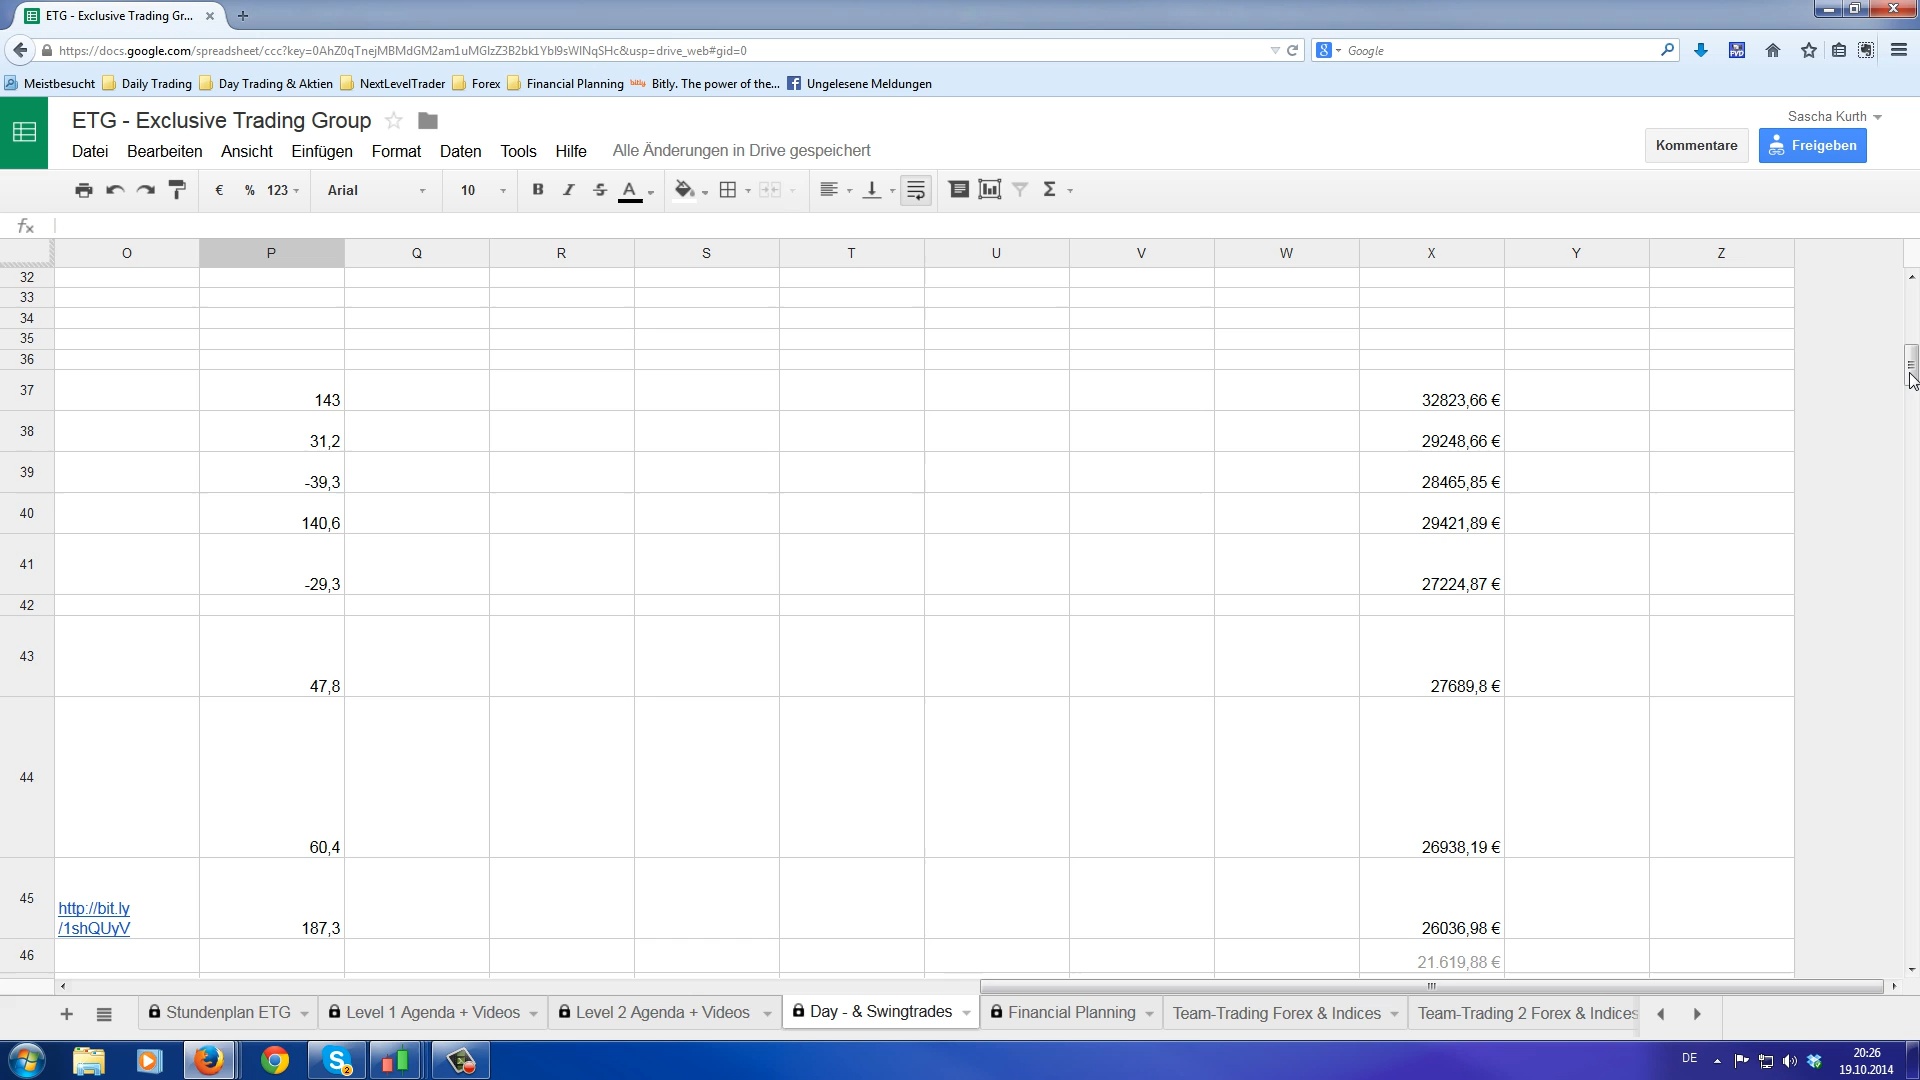 ETG - Exclusive Trading Gr...
https://docs.google.com/spreadsheet/ccc?key=0AhZ0qTnejMBMdGM2am1uMGIzZ3B2bk1Ybl9sWlNqSHc&usp=drive_web#gid=0
Google
Meistbesucht Daily Trading Day Trading & Aktien NextLevelTrader Forex Financial Planning bitly Bitly. The power of the... Ungelesene Meldungen
ETG - Exclusive Trading Group
Sascha Kurth
Datei Bearbeiten Ansicht Einfügen Format Daten Tools Hilfe Alle Änderungen in Drive gespeichert
Kommentare Freigeben
€ % 123 Arial 10 B I S A Σ
fx
O P Q R S T U V W X Y Z
32
33
34
35
36
37 143 32823,66 €
38 31,2 29248,66 €
39 -39,3 28465,85 €
40 140,6 29421,89 €
41 -29,3 27224,87 €
42
43 47,8 27689,8 €
44 60,4 26938,19 €
45 http://bit.ly
/1shQUyV 187,3 26036,98 €
46 21.619,88 €
Stundenplan ETG Level 1 Agenda + Videos Level 2 Agenda + Videos Day - & Swingtrades Financial Planning Team-Trading Forex & Indices Team-Trading 2 Forex & Indices
DE 20:26
19.10.2014